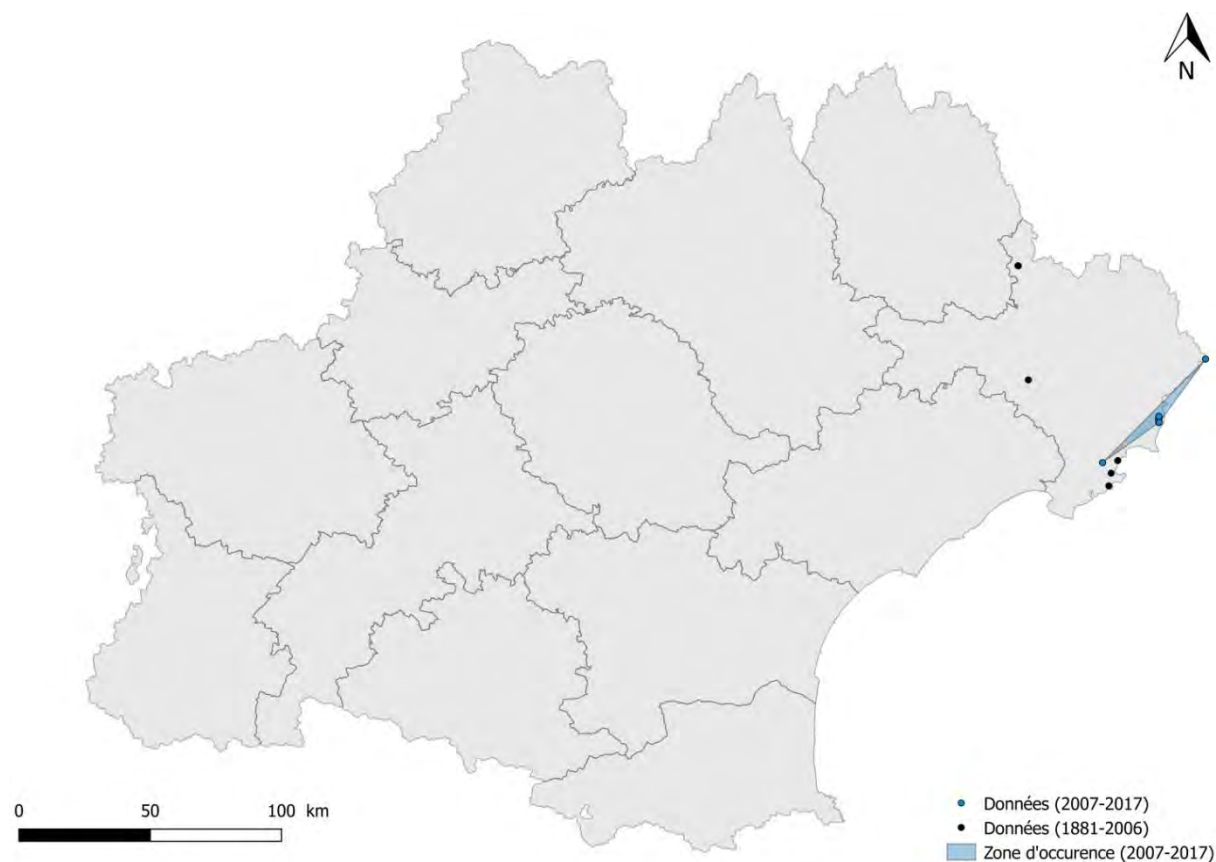 N
0 50 100 km
Données (2007-2017)
Données (1881-2006)
Zone d'occurence (2007-2017)